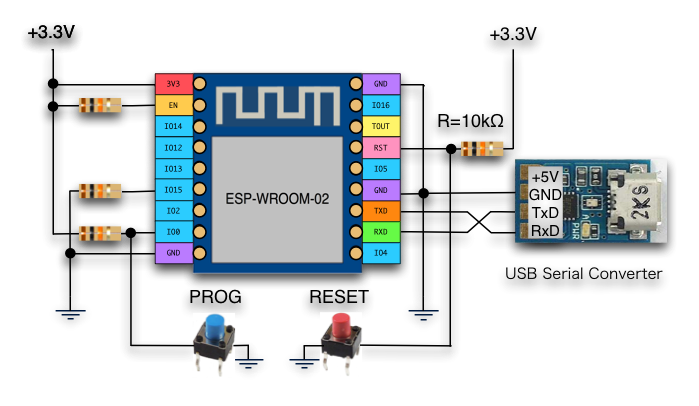 +3.3V
+3.3V
R=10kΩ
3V3
EN
IO14
IO12
IO13
IO15
IO2
IO0
GND
ESP-WROOM-02
GND
IO16
TOUT
RST
IO5
GND
TXD
RXD
IO4
+5V
GND
TxD
RxD
PWR
2KS
USB Serial Converter
PROG
RESET